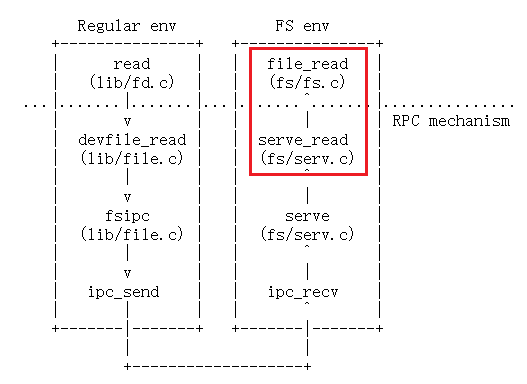 Regular env FS env
read file_read
(lib/fd.c) (fs/fs.c)
RPC mechanism
devfile_read serve_read
(lib/file.c) (fs/serv.c)
fsipc serve
(lib/file.c) (fs/serv.c)
ipc_send ipc_recv